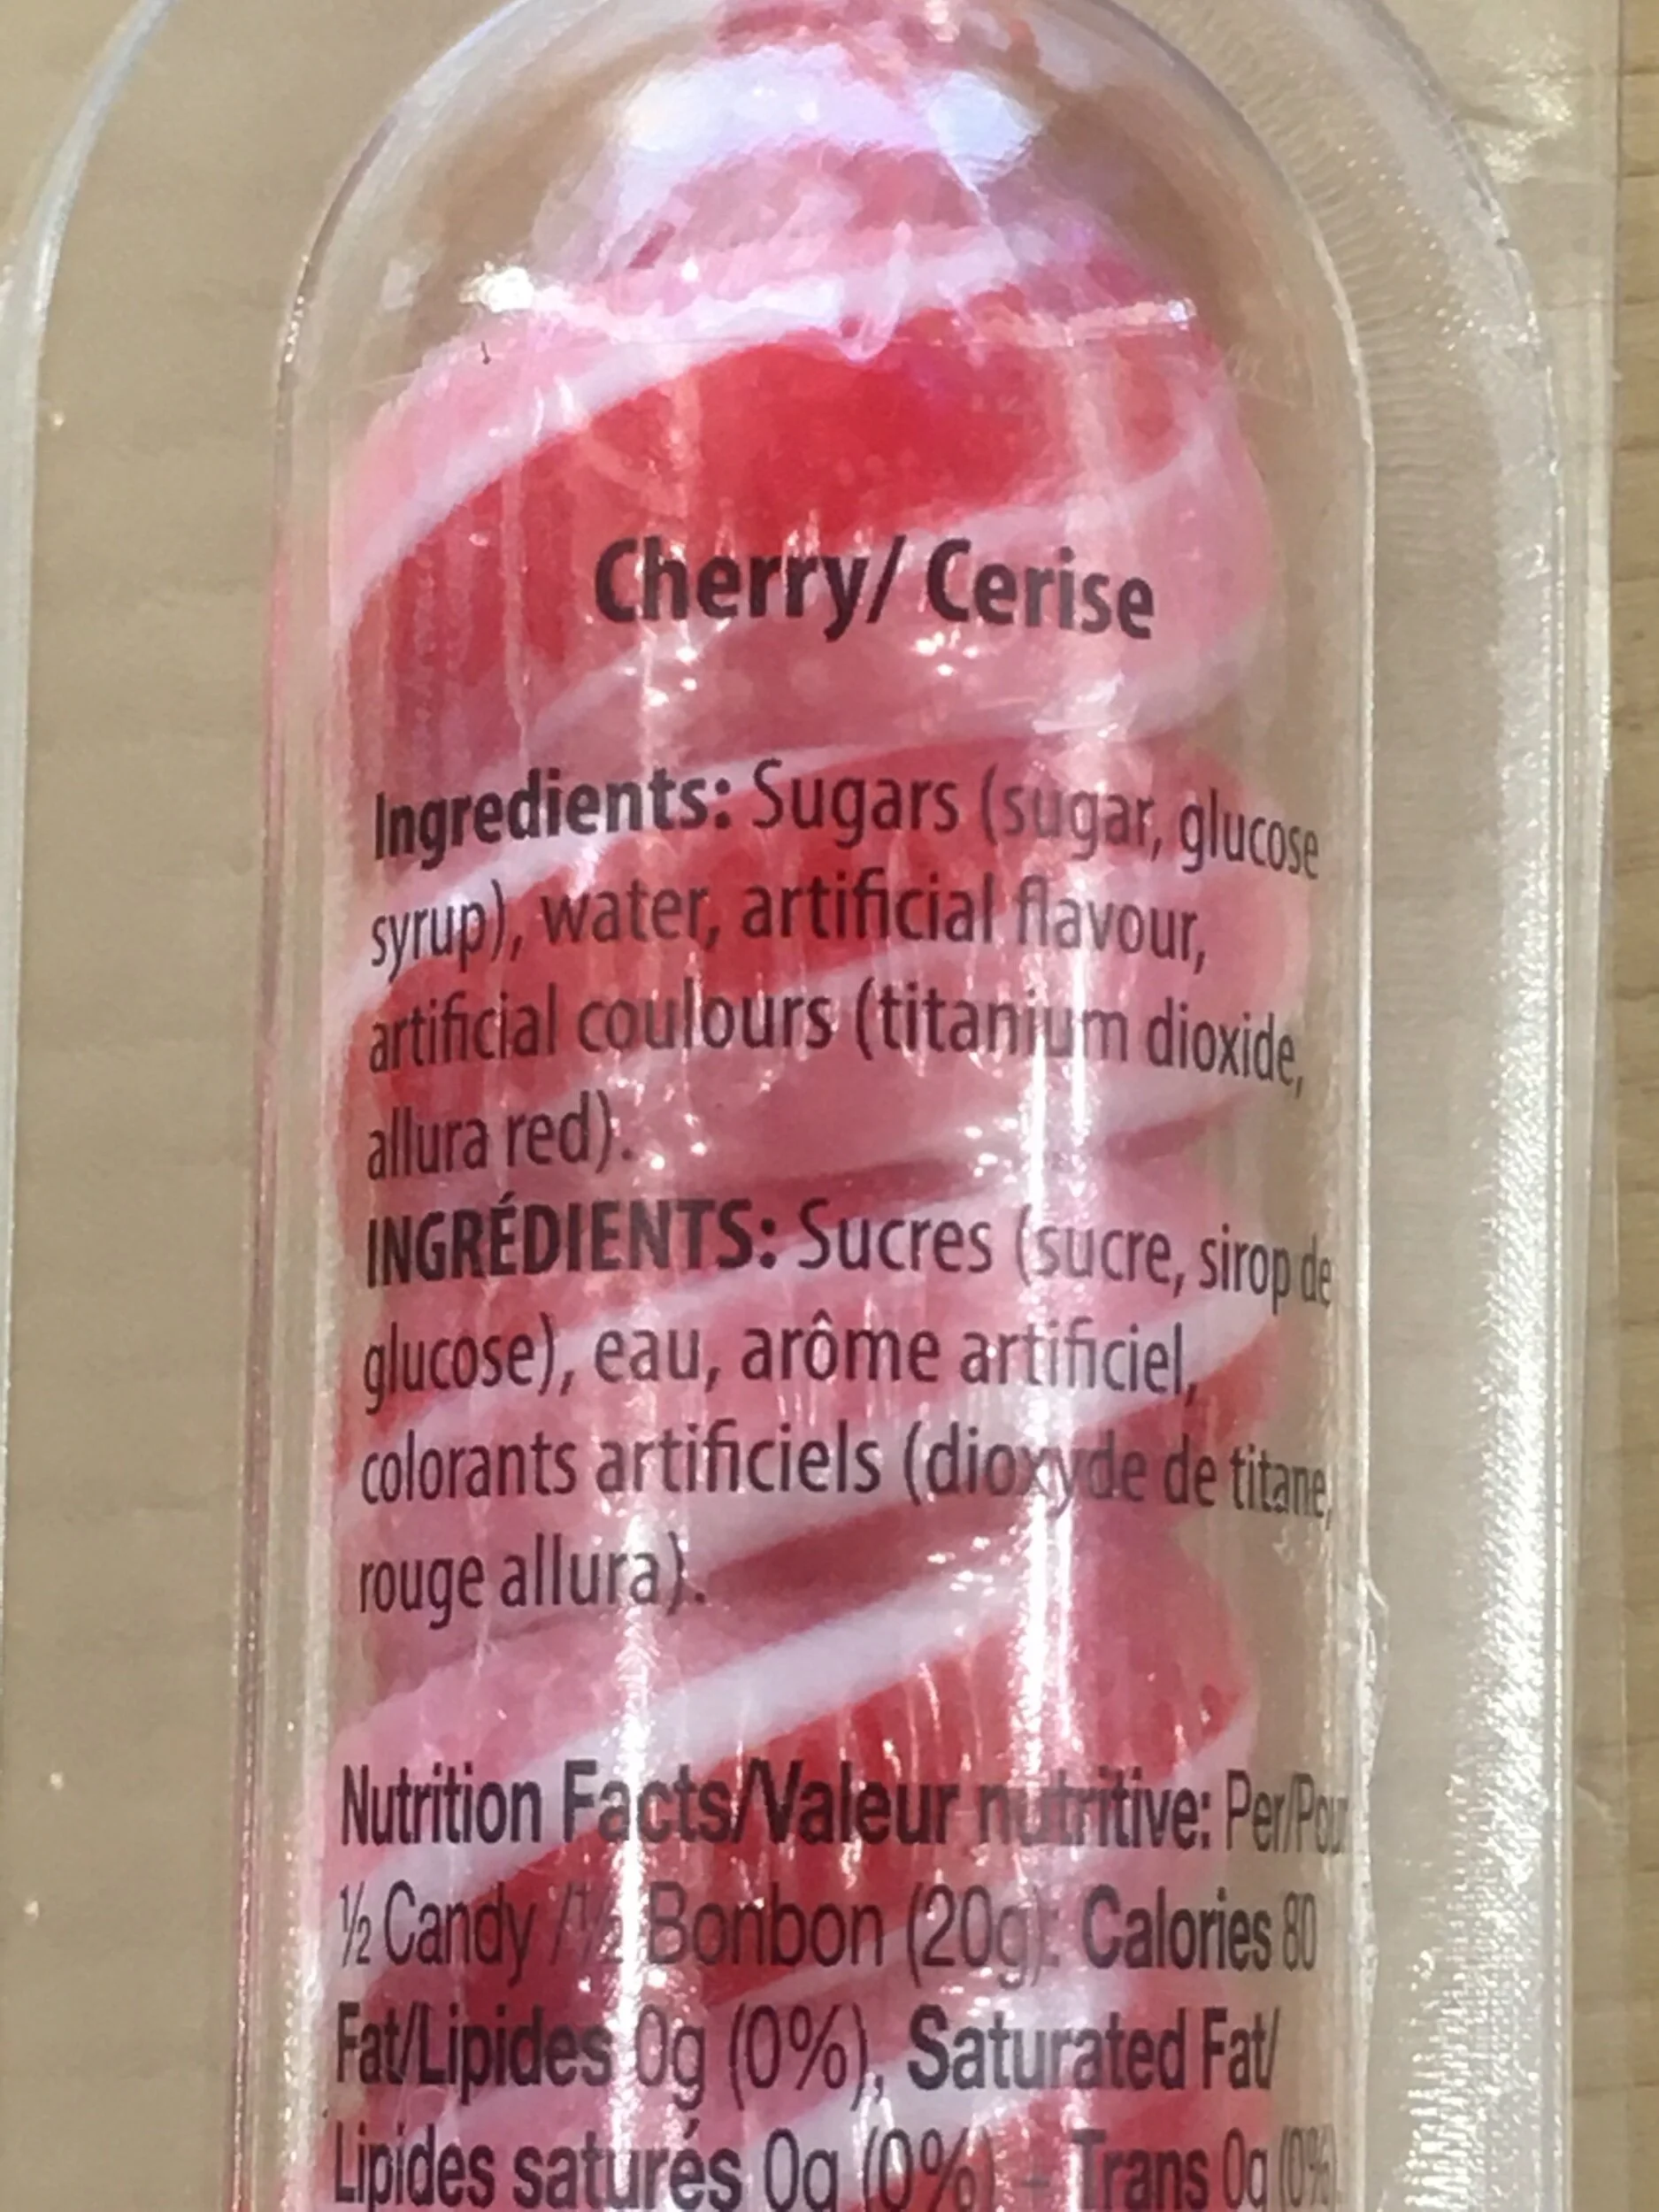 Cherry/ Cerise
Ingredients: Sugars (sugar, glucose
syrup), water, artificial flavour,
artificial coulours (titanium dioxide,
allura red).
INGRÉDIENTS: Sucres (sucre, sirop de
glucose), eau, arôme artificiel,
colorants artificiels (dioxyde de titane,
rouge allura).
Nutrition Facts/Valeur nutritive: Per/Pour
½ Candy /½ Bonbon (20g): Calories 80
Fat/Lipides 0g (0%), Saturated Fat/
Lipides saturés 0g (0%) + Trans 0g (0%)